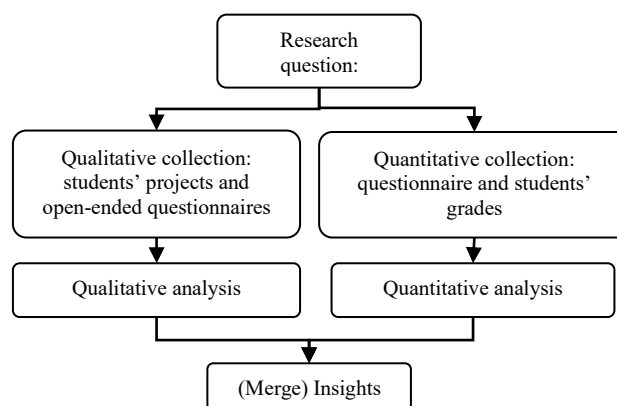 Research
question:
Qualitative collection:
students’ projects and
open-ended questionnaires
Quantitative collection:
questionnaire and students’
grades
Qualitative analysis
Quantitative analysis
(Merge) Insights